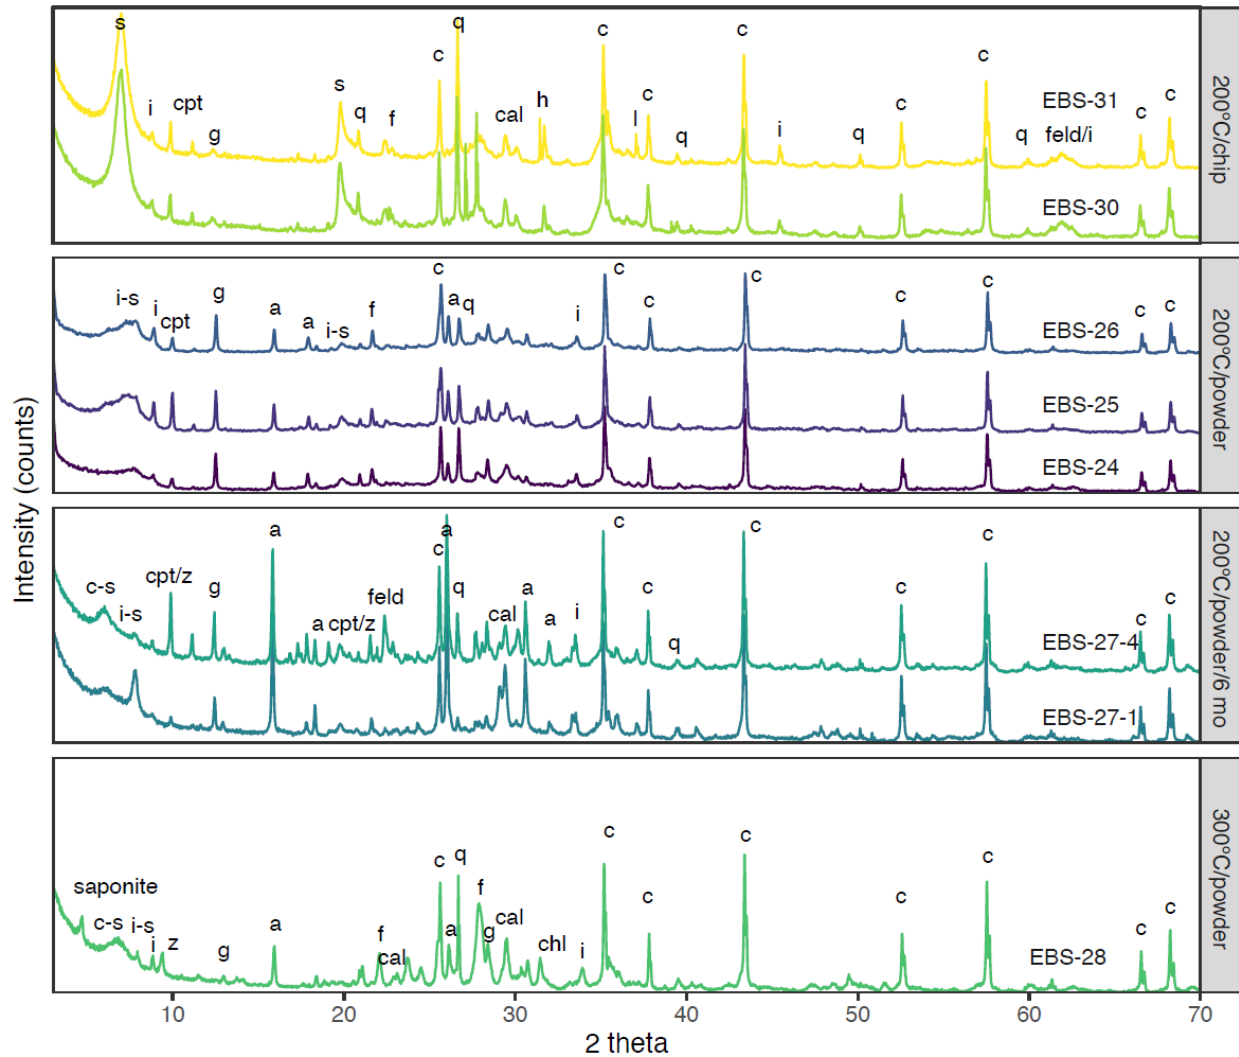 s i cpt g s q f c q cal h c l c q i c q c q feld/i c c c
EBS-31
EBS-30
200°C/chip
i-s i cpt g a a i-s f c a q i c c c c c c c
EBS-26
EBS-25
EBS-24
200°C/powder
c-s i-s cpt/z g a a cpt/z feld c a q cal a a i c c q c c c c c
EBS-27-4
EBS-27-1
200°C/powder/6 mo
saponite
c-s i-s i z g a f cal c a q f g cal chl i c c c c c c c
EBS-28
300°C/powder
Intensity (counts)
10 20 30 40 50 60 70
2 theta